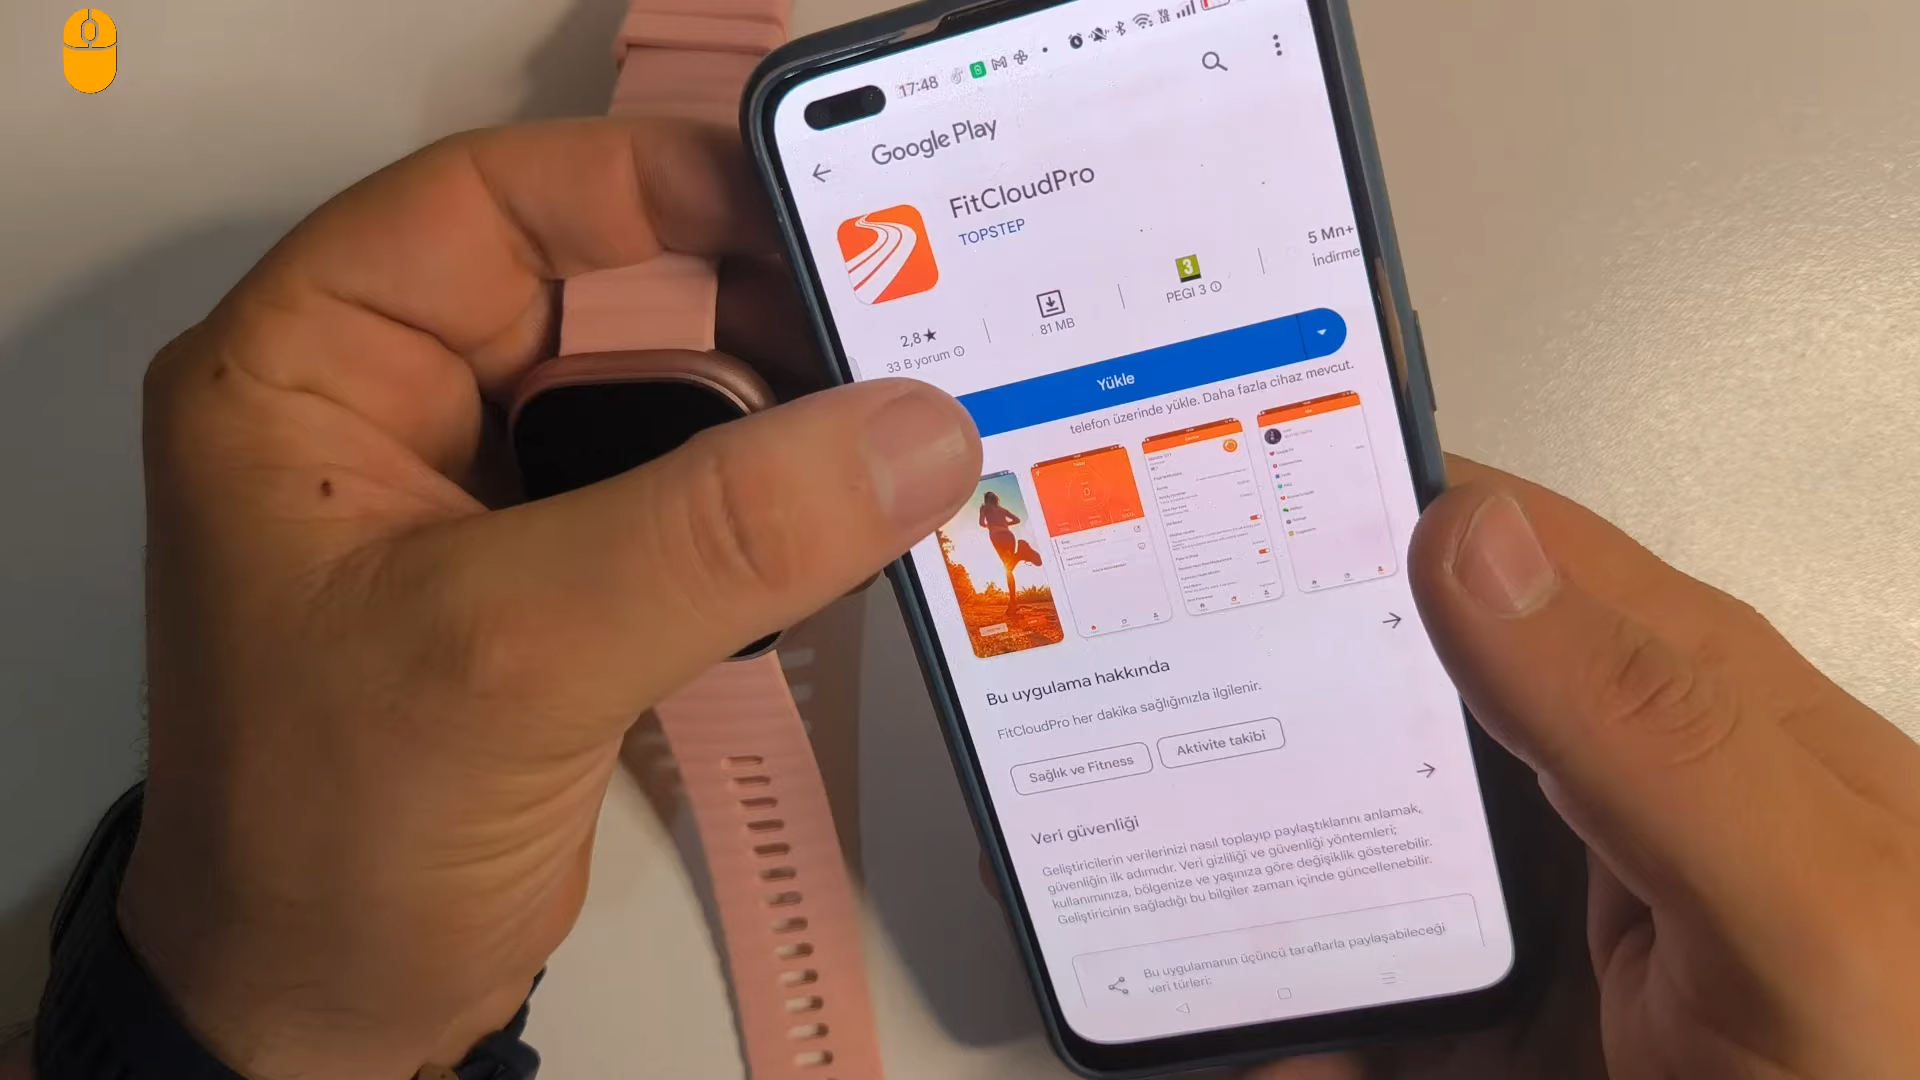 17:48
Google Play
FitCloudPro
TOPSTEP
2,8★
33 B yorum
81 MB
3
PEGI 3
5 Mn+
İndirme
Yükle
telefon üzerinde yükle. Daha fazla cihaz mevcut.
Bu uygulama hakkında
FitCloudPro her dakika sağlığınızla ilgilenir.
Sağlık ve Fitness
Aktivite takibi
Veri güvenliği
Geliştiricilerin verilerinizi nasıl toplayıp paylaştıklarını anlamak,
güvenliğin ilk adımıdır. Veri gizliliği ve güvenliği yöntemleri;
kullanımınıza, bölgenize ve yaşınıza göre değişiklik gösterebilir.
Geliştiricinin sağladığı bu bilgiler zaman içinde güncellenebilir.
Bu uygulamanın üçüncü taraflarla paylaşabileceği
veri türleri: